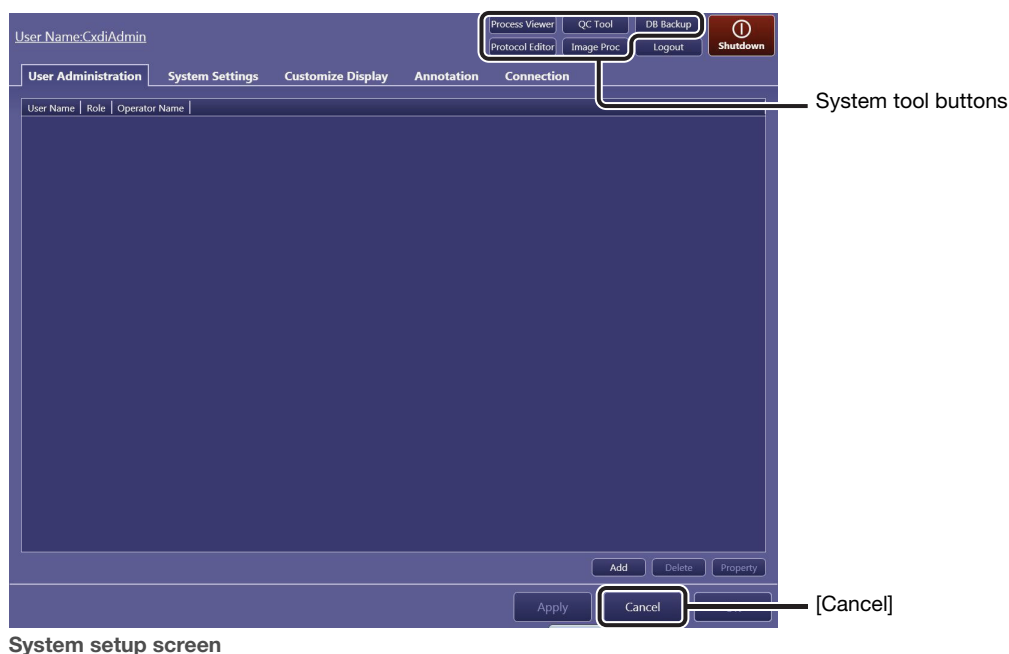 User Name:CxdiAdmin
Process Viewer QC Tool DB Backup
Protocol Editor Image Proc Logout
Shutdown
User Administration System Settings Customize Display Annotation Connection
User Name Role Operator Name
System tool buttons
Add Delete Property
Apply Cancel
[Cancel]
System setup screen